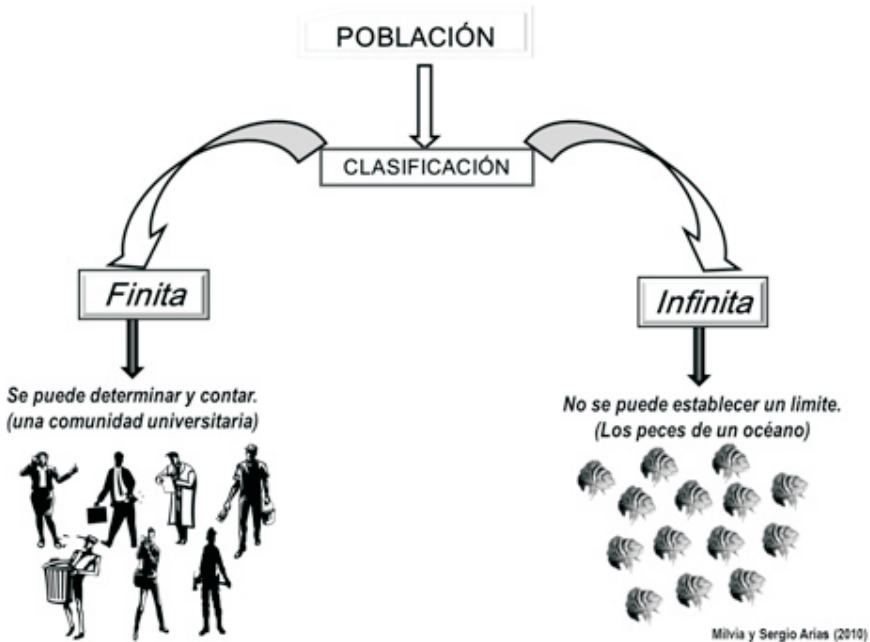 POBLACIÓN
CLASIFICACIÓN
Finita
Infinita
Se puede determinar y contar.
(una comunidad universitaria)
No se puede establecer un limite.
(Los peces de un océano)
Milvia y Sergio Arias (2010)